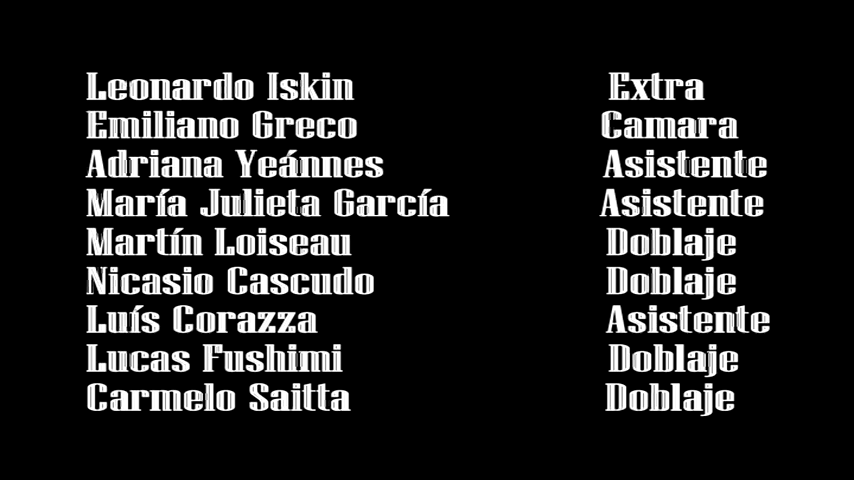 Leonardo Iskin Extra
Emiliano Greco Camara
Adriana Yeánnes Asistente
María Julieta García Asistente
Martín Loiseau Doblaje
Nicasio Cascudo Doblaje
Luís Corazza Asistente
Lucas Fushimi Doblaje
Carmelo Saitta Doblaje